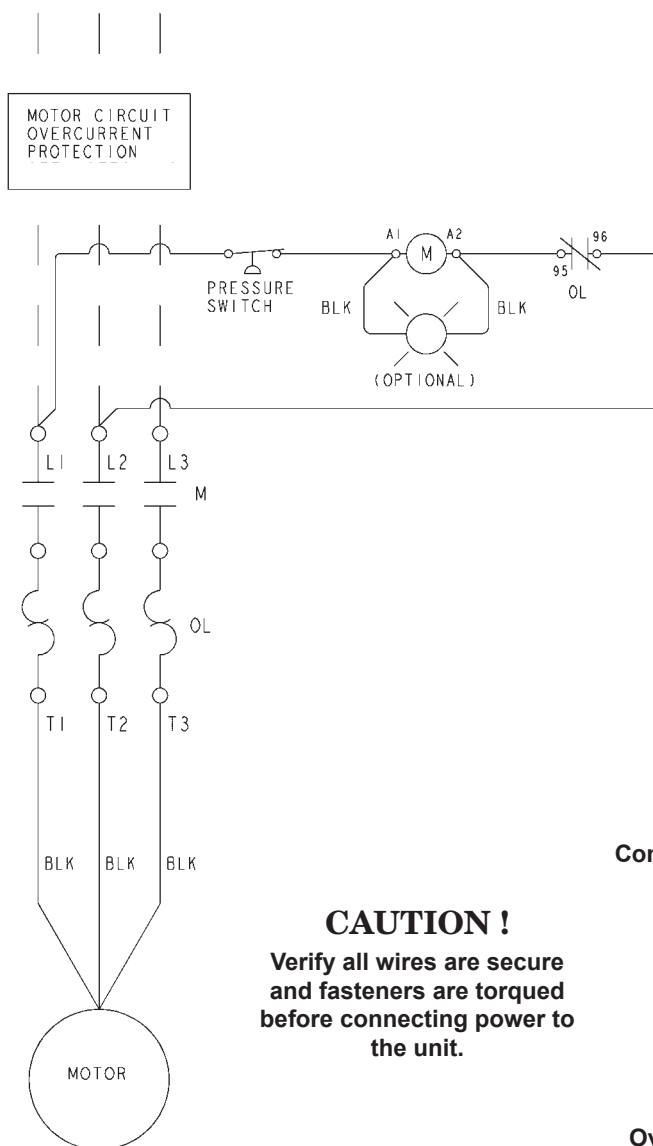 MOTOR CIRCUIT
OVERCURRENT
PROTECTION
A1
M
A2
95
96
OL
PRESSURE
SWITCH
BLK
BLK
(OPTIONAL)
L1
L2
L3
M
OL
T1
T2
T3
BLK
BLK
BLK
MOTOR
CAUTION !
Verify all wires are secure
and fasteners are torqued
before connecting power to
the unit.